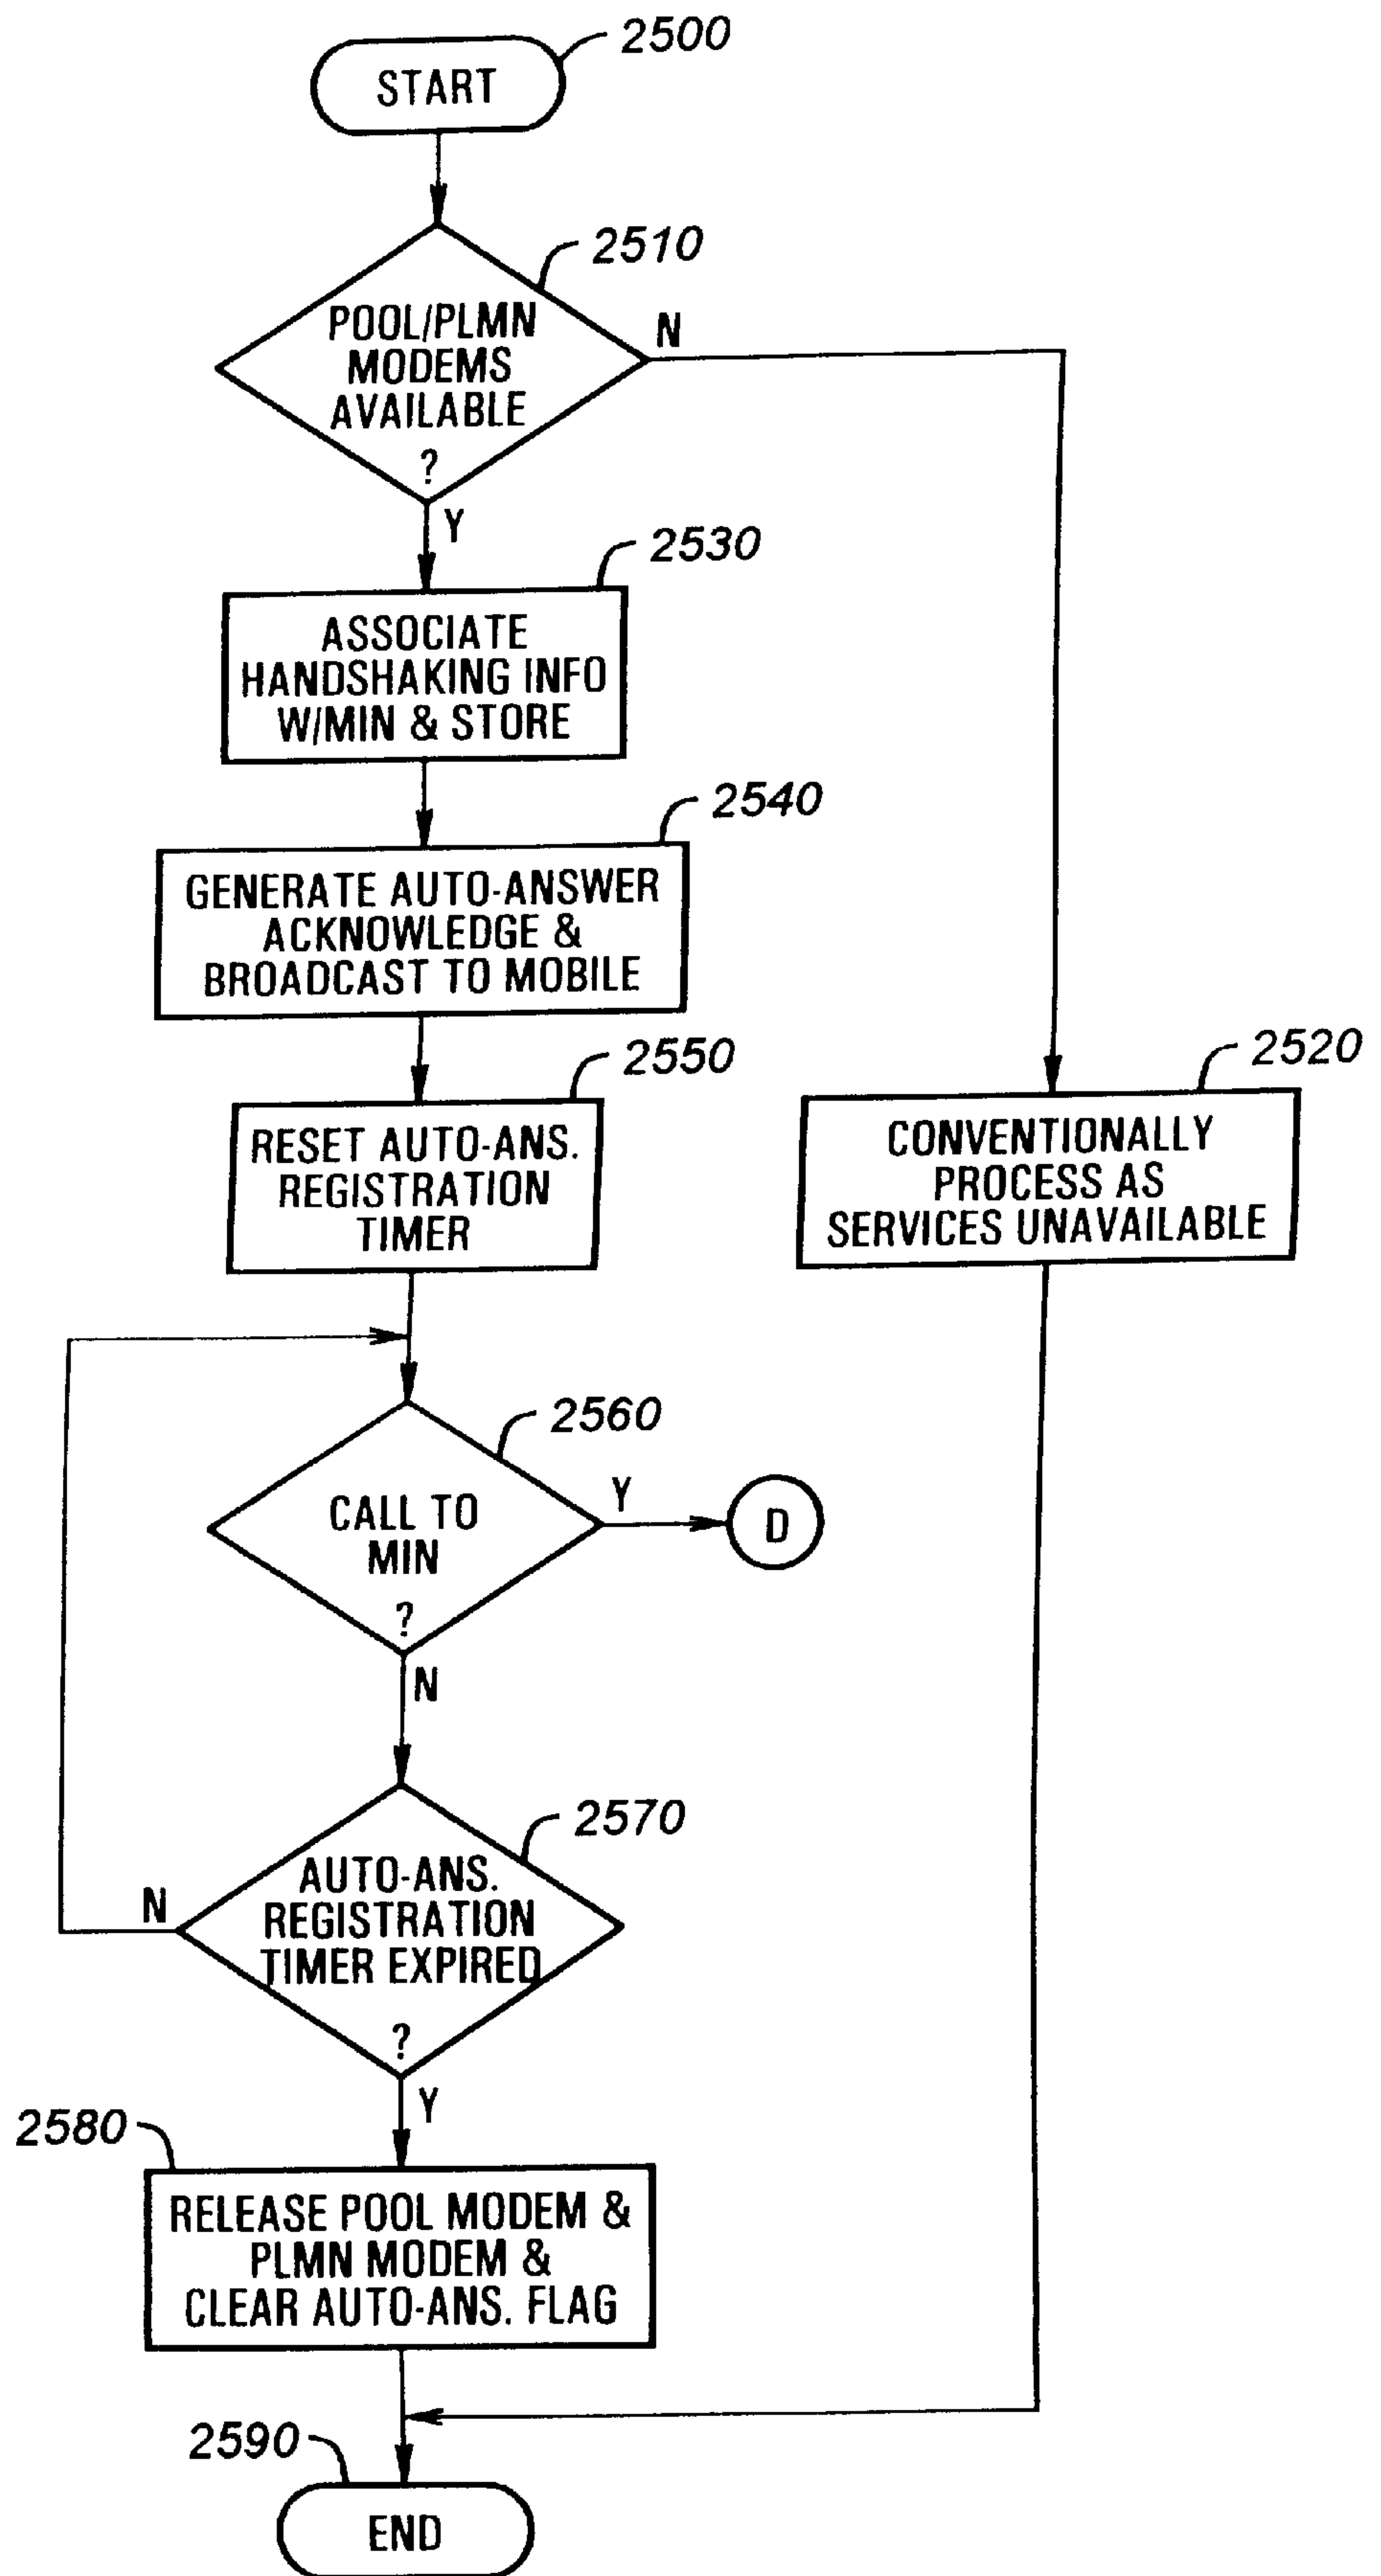 2500
START
2510
POOL/PLMN
MODEMS
AVAILABLE
?
N
Y
2530
ASSOCIATE
HANDSHAKING INFO
W/MIN & STORE
2540
GENERATE AUTO-ANSWER
ACKNOWLEDGE &
BROADCAST TO MOBILE
2550
RESET AUTO-ANS.
REGISTRATION
TIMER
2520
CONVENTIONALLY
PROCESS AS
SERVICES UNAVAILABLE
2560
CALL TO
MIN
?
Y
D
N
2570
AUTO-ANS.
REGISTRATION
TIMER EXPIRED
?
N
Y
2580
RELEASE POOL MODEM &
PLMN MODEM &
CLEAR AUTO-ANS. FLAG
2590
END